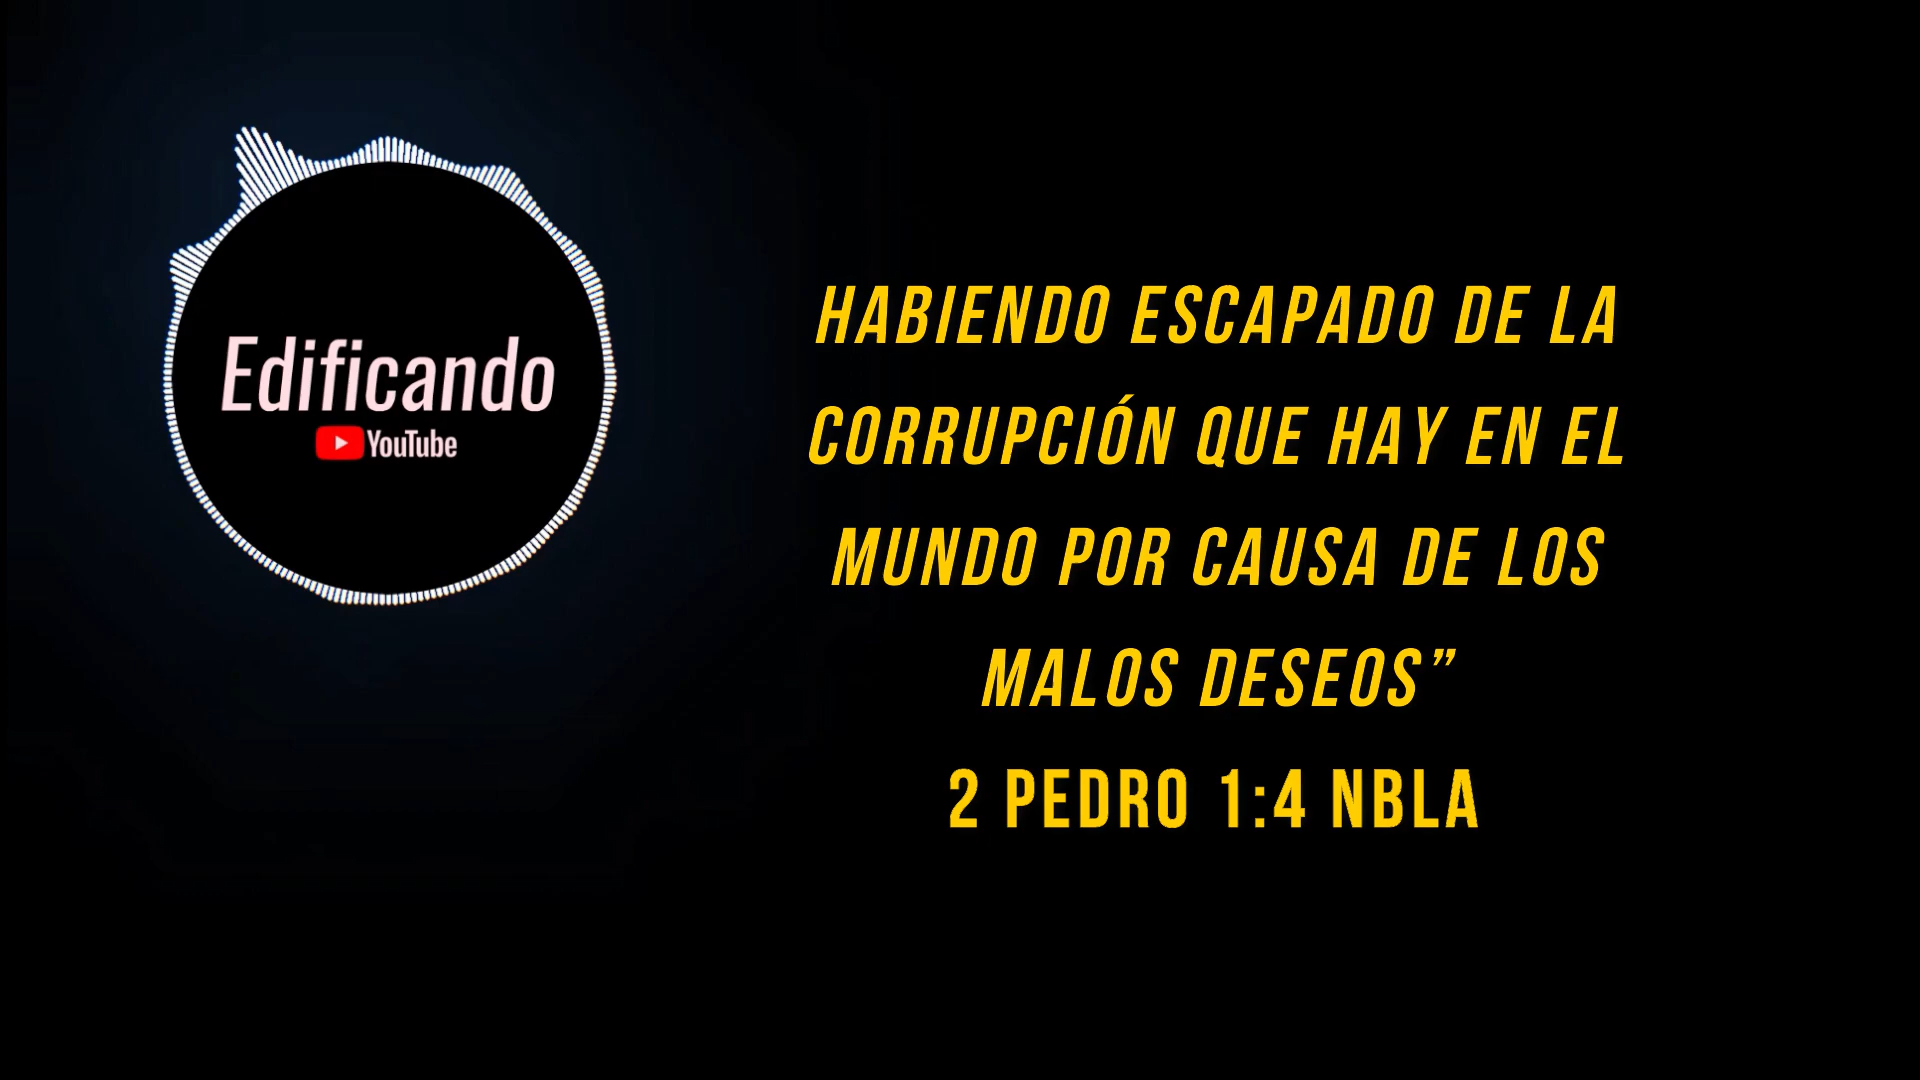 Edificando
YouTube
HABIENDO ESCAPADO DE LA
CORRUPCIÓN QUE HAY EN EL
MUNDO POR CAUSA DE LOS
MALOS DESEOS”
2 PEDRO 1:4 NBLA